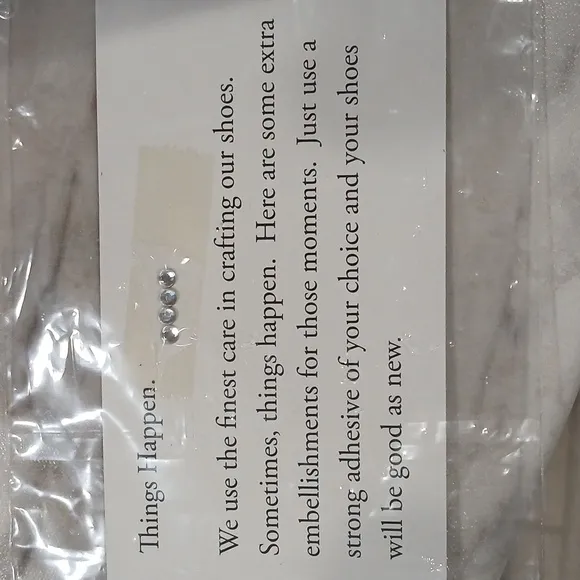 Things Happen.
We use the finest care in crafting our shoes.
Sometimes, things happen. Here are some extra
embellishments for those moments. Just use a
strong adhesive of your choice and your shoes
will be good as new.